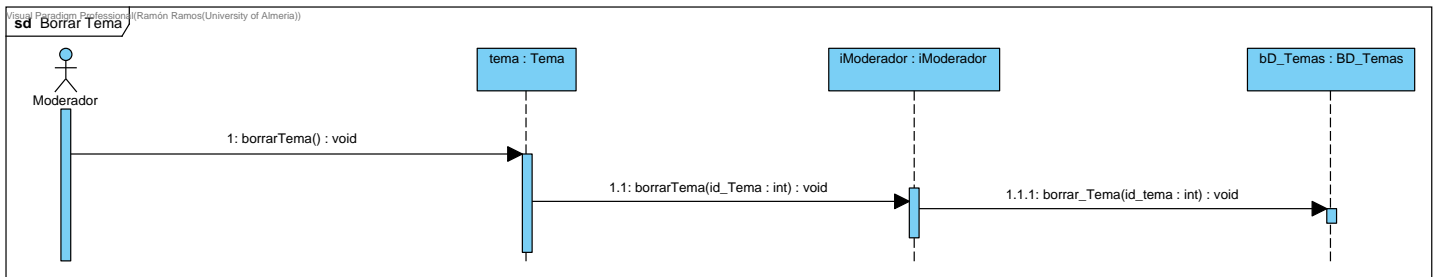 Visual Paradigm Professional(Ramón Ramos(University of Almeria))
sd Borrar Tema
Moderador
tema : Tema
iModerador : iModerador
bD_Temas : BD_Temas
1: borrarTema() : void
1.1: borrarTema(id_Tema : int) : void
1.1.1: borrar_Tema(id_tema : int) : void